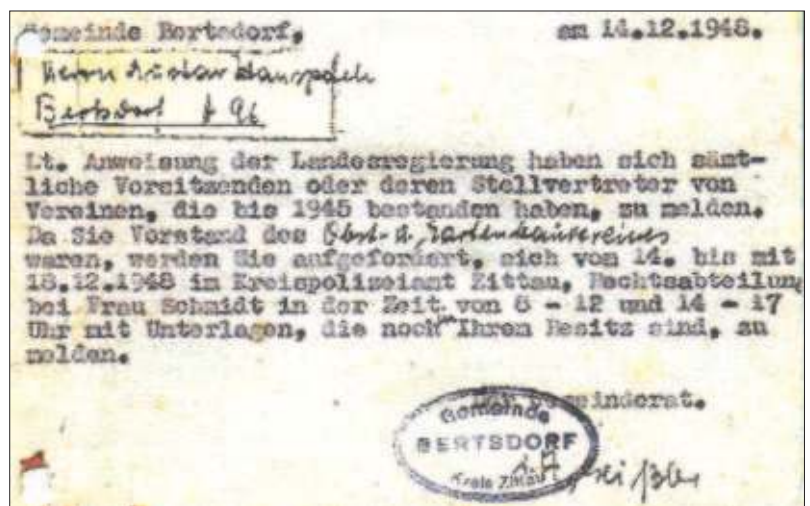 Gemeinde Bertsdorf, am 14.12.1948.
Herrn Gustav
Bertsdorf 96
Lt. Anweisung der Landesregierung haben sich sämt-
liche Vorsitzenden oder deren Stellvertreter von
Vereinen, die bis 1945 bestanden haben, zu melden.
Da Sie Vorstand des Obst- u. Gartenbauvereines
waren, werden Sie aufgefordert, sich vom 14. bis mit
18.12.1948 im Kreispolizeiamt Zittau, Rechtsabteilung
bei Frau Schmidt in der Zeit von 8 - 12 und 14 - 17
Uhr mit Unterlagen, die noch Ihren Besitz sind, zu
melden.
Der Gemeinderat.
Gemeinde
BERTSDORF
Kreis Zittau
i.A.